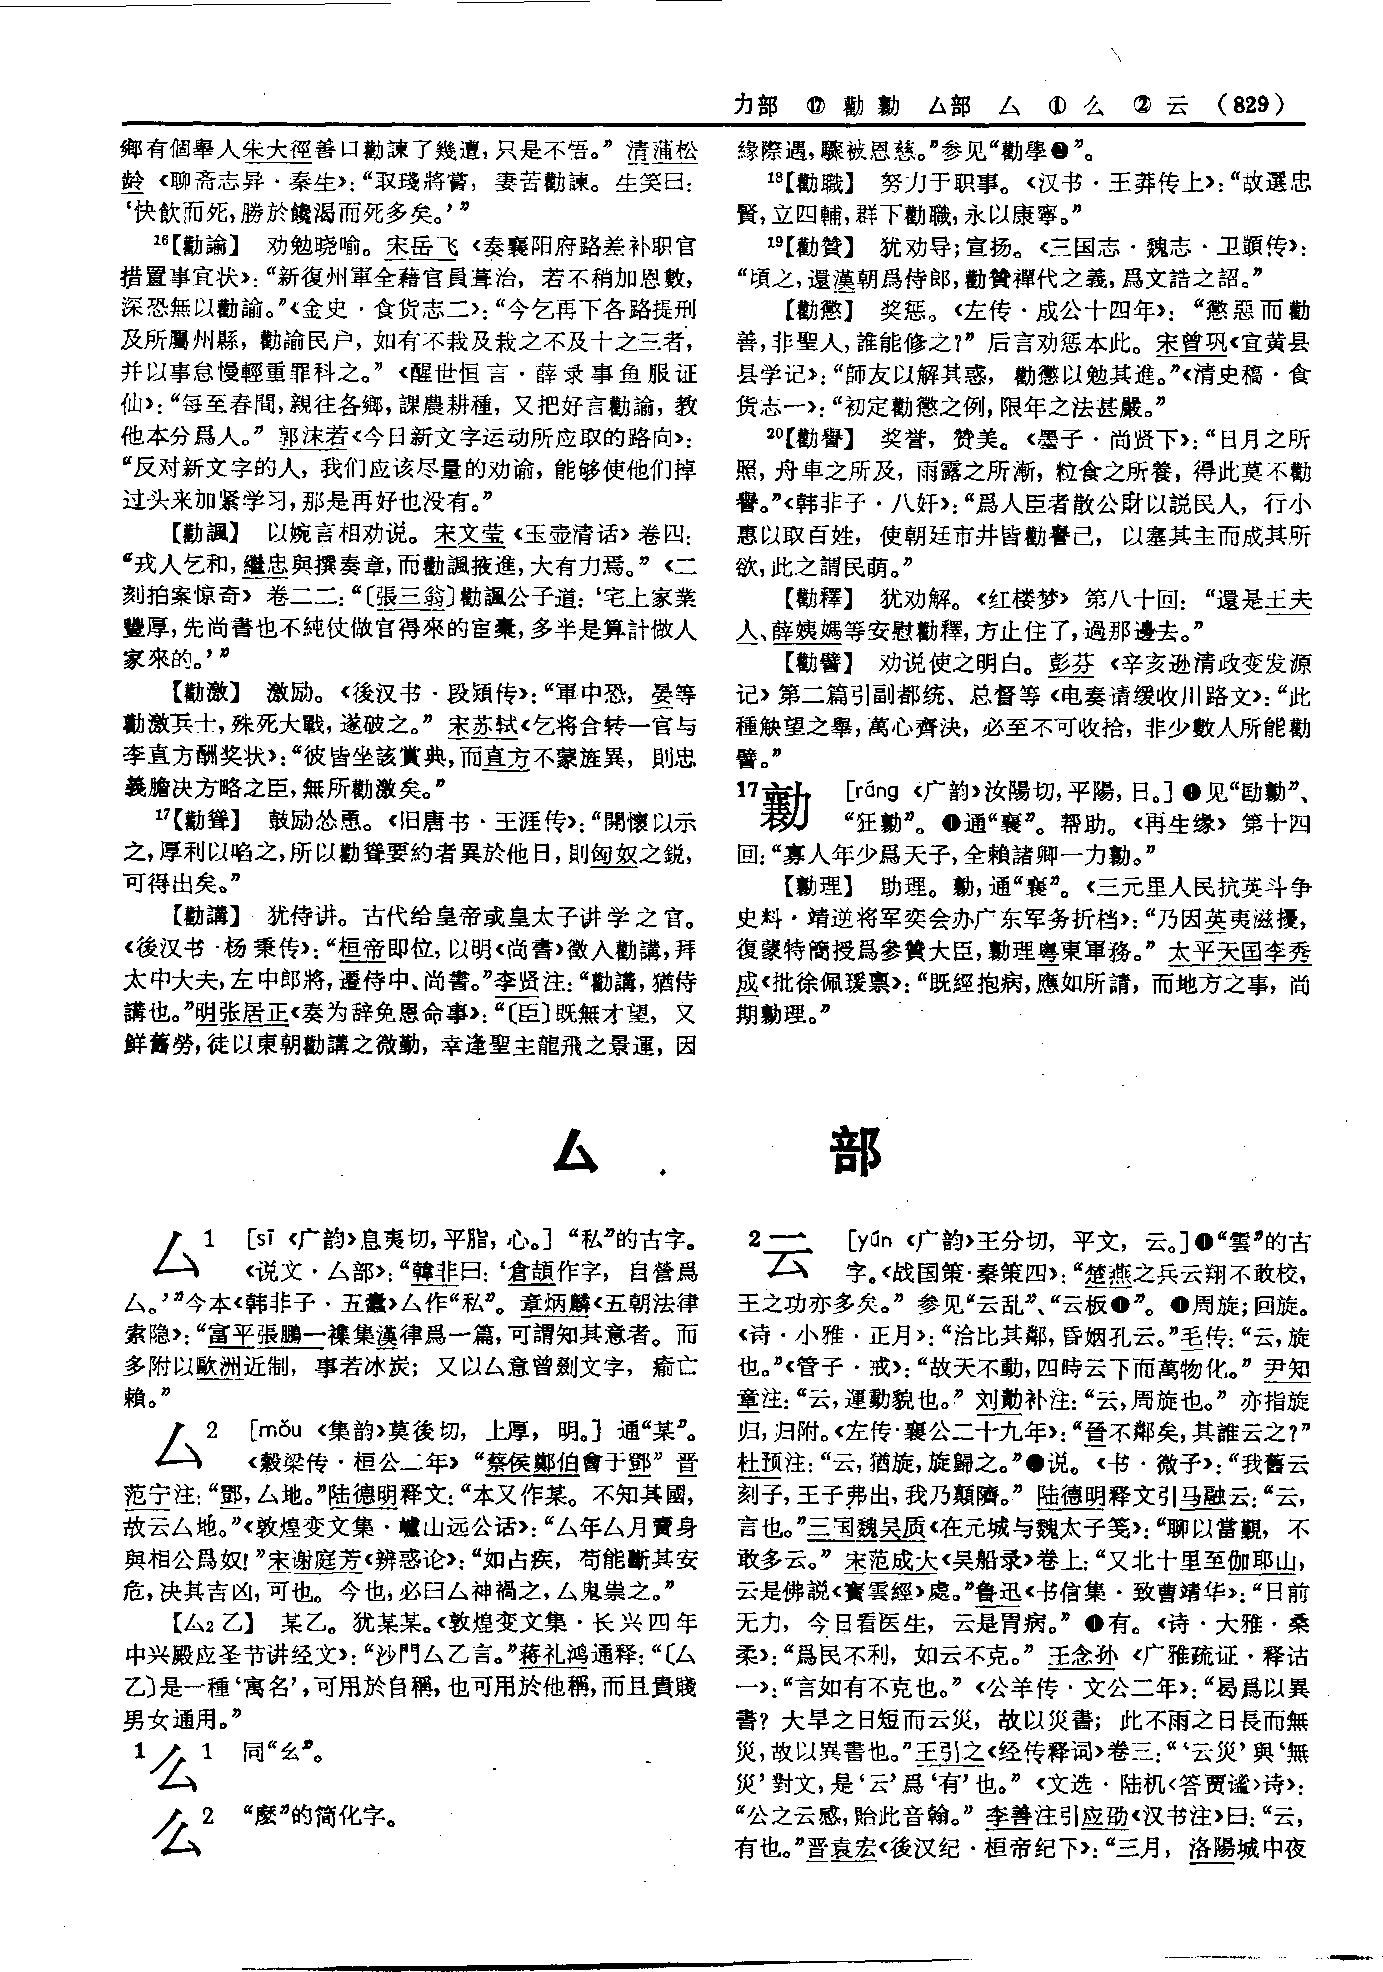 力部 ⑰ 勸 勷 厶部 厶 ① 么 ② 云 （829）
鄉有個舉人朱大徑善口勸諫了幾遭，只是不悟。”清蒲松
龄《聊斋志异·秦生》：“取琖將嘗，妻苦勸諫。生笑曰：
‘快飲而死，勝於饞渴而死多矣。’”
16【勸諭】 劝勉晓喻。宋岳飞《奏襄阳府路差补职官
措置事宜状》：“新復州軍全藉官員葺治，若不稍加恩數，
深恐無以勸諭。”《金史·食货志二》：“今乞再下各路提刑
及所屬州縣，勸諭民户，如有不栽及栽之不及十之三者，
并以事怠慢輕重罪科之。”《醒世恒言·薛录事鱼服证
仙》：“每至春間，親往各鄉，課農耕種，又把好言勸諭，教
他本分爲人。”郭沫若《今日新文字运动所应取的路向》：
“反对新文字的人，我们应该尽量的劝谕，能够使他们掉
过头来加紧学习，那是再好也没有。”
【勸諷】 以婉言相劝说。宋文莹《玉壶清话》卷四：
“戎人乞和，繼忠與撰奏章，而勸諷掖進，大有力焉。”《二
刻拍案惊奇》卷二二：“〔張三翁〕勸諷公子道：‘宅上家業
豐厚，先尚書也不純仗做官得來的宦橐，多半是算計做人
家來的。’”
【勸激】 激励。《後汉书·段熲传》：“軍中恐，晏等
勸激兵士，殊死大戰，遂破之。”宋苏轼《乞将合转一官与
李直方酬奖状》：“彼皆坐該賞典，而直方不蒙旌異，則忠
義膽决方略之臣，無所勸激矣。”
17【勸聳】 鼓励怂恿。《旧唐书·王涯传》：“開懷以示
之，厚利以啗之，所以勸聳要約者異於他日，則匈奴之鋭，
可得出矣。”
【勸講】 犹侍讲。古代给皇帝或皇太子讲学之官。
《後汉书·杨秉传》：“桓帝即位，以明《尚書》徵入勸講，拜
太中大夫，左中郎將，遷侍中、尚書。”李贤注：“勸講，猶侍
講也。”明张居正《奏为辞免恩命事》：“〔臣〕既無才望，又
鮮舊勞，徒以東朝勸講之微勤，幸逢聖主龍飛之景運，因
緣際遇，驟被恩慈。”参见“勸學❷”。
18【勸職】 努力于职事。《汉书·王莽传上》：“故選忠
賢，立四輔，群下勸職，永以康寧。”
19【勸贊】 犹劝导；宣扬。《三国志·魏志·卫顗传》：
“頃之，還漢朝爲侍郎，勸贊禪代之義，爲文誥之詔。”
【勸懲】 奖惩。《左传·成公十四年》：“懲惡而勸
善，非聖人，誰能修之？”后言劝惩本此。宋曾巩《宜黄县
县学记》：“師友以解其惑，勸懲以勉其進。”《清史稿·食
货志一》：“初定勸懲之例，限年之法甚嚴。”
20【勸譽】 奖誉，赞美。《墨子·尚贤下》：“日月之所
照，舟車之所及，雨露之所漸，粒食之所養，得此莫不勸
譽。”《韩非子·八奸》：“爲人臣者散公財以説民人，行小
惠以取百姓，使朝廷市井皆勸譽己，以塞其主而成其所
欲，此之謂民萌。”
【勸釋】 犹劝解。《红楼梦》第八十回：“還是王夫
人、薛姨媽等安慰勸釋，方止住了，過那邊去。”
【勸譬】 劝说使之明白。彭芬《辛亥逊清政变发源
记》第二篇引副都统、总督等《电奏请缓收川路文》：“此
種觖望之舉，萬心齊決，必至不可收拾，非少數人所能勸
譬。”
17勷 [ráng《广韵》汝陽切，平陽，日。]❶见“劻勷”、
“狂勷”。❷通“襄”。帮助。《再生缘》第十四
回：“寡人年少爲天子，全賴諸卿一力勷。”
【勷理】 助理。勷，通“襄”。《三元里人民抗英斗争
史料·靖逆将军奕会办广东军务折档》：“乃因英夷滋擾，
復蒙特簡授爲參贊大臣，勷理粤東軍務。”太平天国李秀
成《批徐佩瑗禀》：“既經抱病，應如所請，而地方之事，尚
期勷理。”
厶 部
厶1 [sī《广韵》息夷切，平脂，心。]“私”的古字。
《说文·厶部》：“韓非曰：‘倉頡作字，自營爲
厶。’”今本《韩非子·五蠹》厶作“私”。章炳麟《五朝法律
索隐》：“富平張鵬一襍集漢律爲一篇，可謂知其意者。而
多附以歐洲近制，事若冰炭；又以厶意曾劖文字，瘉亡
賴。”
厶2 [mǒu《集韵》莫後切，上厚，明。]通“某”。
《榖梁传·桓公二年》“蔡侯鄭伯會于鄧”晋
范宁注：“鄧，厶地。”陆德明释文：“本又作某。不知其國，
故云厶地。”《敦煌变文集·廬山远公话》：“厶年厶月賣身
與相公爲奴！”宋谢庭芳《辨惑论》：“如占疾，苟能斷其安
危，决其吉凶，可也。今也，必曰厶神禍之，厶鬼祟之。”
【厶2乙】 某乙。犹某某。《敦煌变文集·长兴四年
中兴殿应圣节讲经文》：“沙門厶乙言。”蒋礼鸿通释：“〔厶
乙〕是一種‘寓名’，可用於自稱，也可用於他稱，而且貴賤
男女通用。”
1么1 同“幺”。
么2 “麽”的简化字。
2云 [yún《广韵》王分切，平文，云。]❶“雲”的古
字。《战国策·秦策四》：“楚燕之兵云翔不敢校，
王之功亦多矣。”参见“云乱”、“云板❶”。❷周旋；回旋。
《诗·小雅·正月》：“洽比其鄰，昏姻孔云。”毛传：“云，旋
也。”《管子·戒》：“故天不動，四時云下而萬物化。”尹知
章注：“云，運動貌也。”刘勣补注：“云，周旋也。”亦指旋
归，归附。《左传·襄公二十九年》：“晉不鄰矣，其誰云之？”
杜预注：“云，猶旋，旋歸之。”❸说。《书·微子》：“我舊云
刻子，王子弗出，我乃顛隮。”陆德明释文引马融云：“云，
言也。”三国魏吴质《在元城与魏太子笺》：“聊以當覲，不
敢多云。”宋范成大《吴船录》卷上：“又北十里至伽耶山，
云是佛説《寳雲經》處。”鲁迅《书信集·致曹靖华》：“日前
无力，今日看医生，云是胃病。”❹有。《诗·大雅·桑
柔》：“爲民不利，如云不克。”王念孙《广雅疏证·释诂
一》：“言如有不克也。”《公羊传·文公二年》：“曷爲以異
書？大旱之日短而云災，故以災書；此不雨之日長而無
災，故以異書也。”王引之《经传释词》卷三：“‘云災’與‘無
災’對文，是‘云’爲‘有’也。”《文选·陆机〈答贾谧〉诗》：
“公之云感，貽此音翰。”李善注引应劭《汉书注》曰：“云，
有也。”晋袁宏《後汉纪·桓帝纪下》：“三月，洛陽城中夜